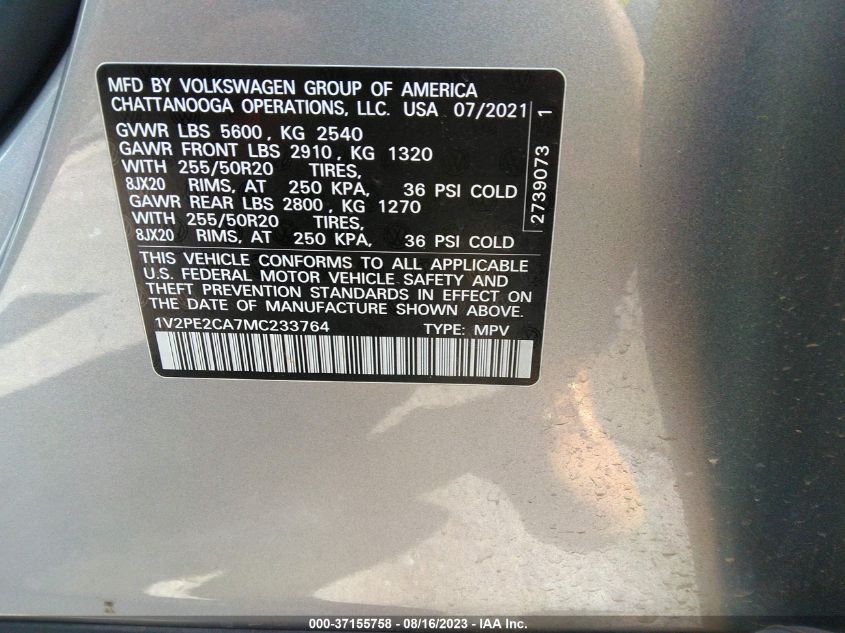 MFD BY VOLKSWAGEN GROUP OF AMERICA
CHATTANOOGA OPERATIONS, LLC. USA 07/2021
GVWR LBS 5600, KG 2540
GAWR FRONT LBS 2910, KG 1320
WITH 255/50R20 TIRES,
8JX20 RIMS, AT 250 KPA, 36 PSI COLD
GAWR REAR LBS 2800, KG 1270
WITH 255/50R20 TIRES,
8JX20 RIMS, AT 250 KPA, 36 PSI COLD
2739073 1
THIS VEHICLE CONFORMS TO ALL APPLICABLE
U.S. FEDERAL MOTOR VEHICLE SAFETY AND
THEFT PREVENTION STANDARDS IN EFFECT ON
THE DATE OF MANUFACTURE SHOWN ABOVE.
1V2PE2CA7MC233764 TYPE: MPV
000-37155758 - 08/16/2023 - IAA Inc.